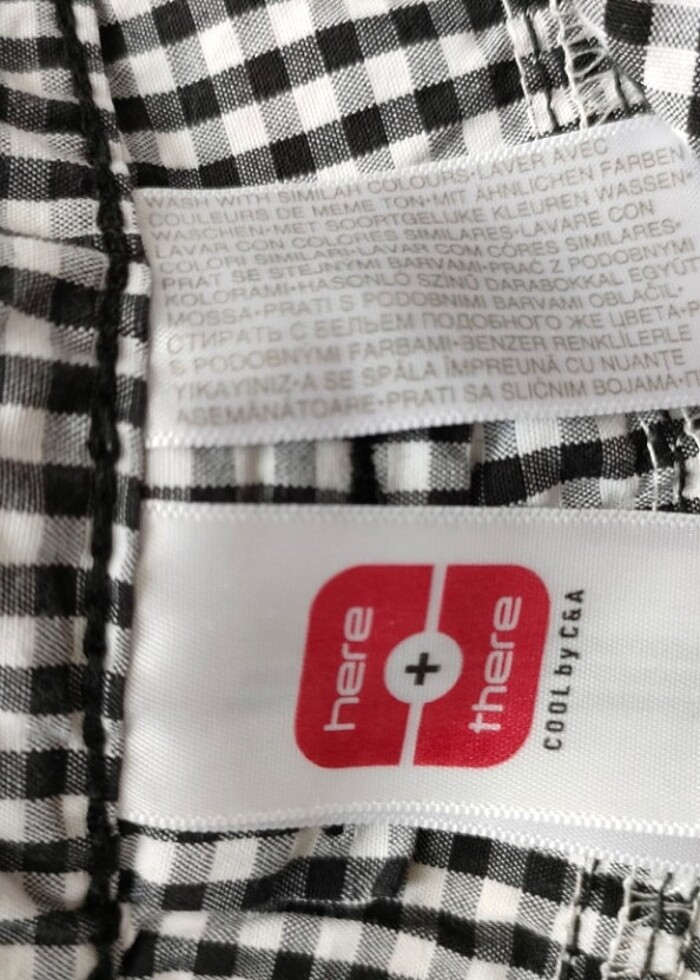 WASH WITH SIMILAR COLOURS•LAVER AVEC
COULEURS DE MEME TON•MIT ÄHNLICHEN FARBEN
WASCHEN•MET SOORTGELIJKE KLEUREN WASSEN•
LAVAR CON COLORES SIMILARES•LAVARE CON
COLORI SIMILARI•LAVAR COM CÔRES SIMILARES•
PRAT SE STEJNÝMI BARVAMI•PRAĆ Z PODOBNYMI
KOLORAMI•HASONLÓ SZÍNŰ DARABOKKAL EGYÜTT
MOSSA•PRATI S PODOBNIMI BARVAMI OBLAČIL•
СТИРАТЬ С БЕЛЬЕМ ПОДОБНОГО ЖЕ ЦВЕТА•
S PODOBNÝMI FARBAMI•BENZER RENKLILERLE
YIKAYINIZ•A SE SPĂLA ÎMPREUNĂ CU NUANŢE
ASEMĂNĂTOARE•PRATI SA SLIČNIM BOJAMA•
here
+
there
COOL by C&A